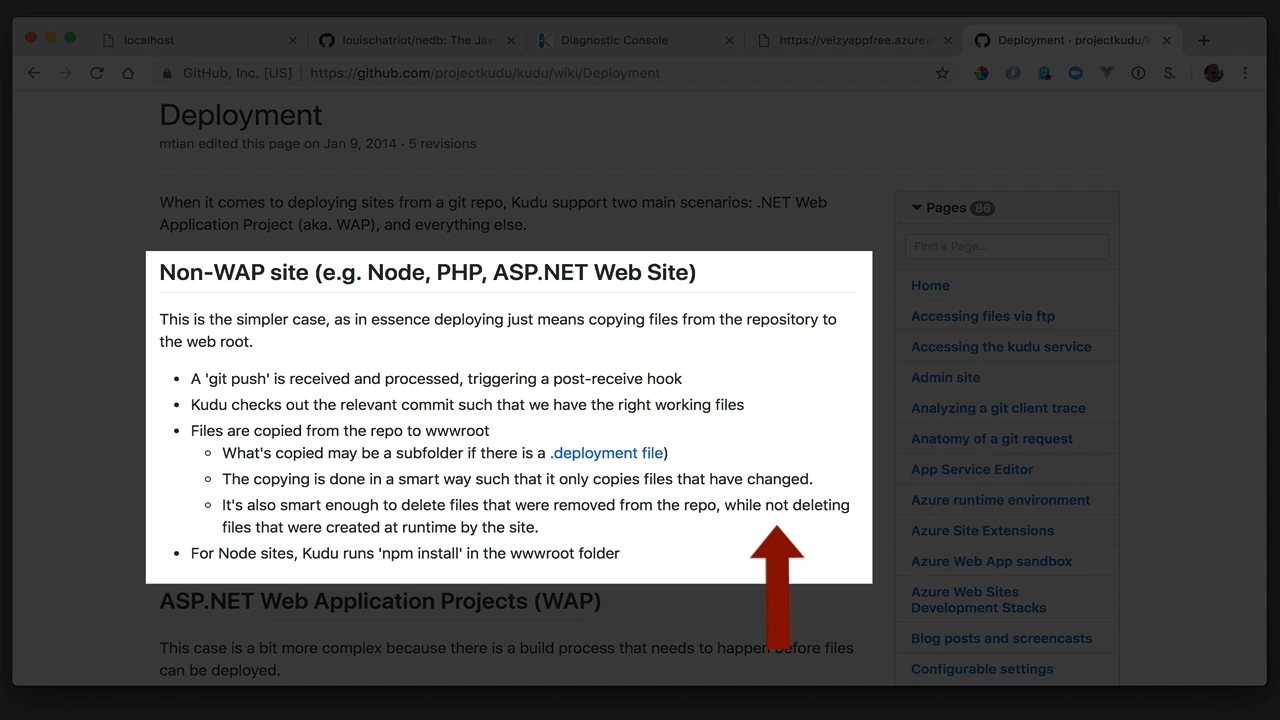 localhost
louischatriot/nedb: The Jav
Diagnostic Console
https://velzyappfree.azurew
Deployment · projectkudu/k
GitHub, Inc. [US] | https://github.com/projectkudu/kudu/wiki/Deployment
S.
Deployment
mtian edited this page on Jan 9, 2014 · 5 revisions
When it comes to deploying sites from a git repo, Kudu support two main scenarios: .NET Web
Application Project (aka. WAP), and everything else.
Non-WAP site (e.g. Node, PHP, ASP.NET Web Site)
This is the simpler case, as in essence deploying just means copying files from the repository to
the web root.
• A 'git push' is received and processed, triggering a post-receive hook
• Kudu checks out the relevant commit such that we have the right working files
• Files are copied from the repo to wwwroot
◦ What's copied may be a subfolder if there is a .deployment file)
◦ The copying is done in a smart way such that it only copies files that have changed.
◦ It's also smart enough to delete files that were removed from the repo, while not deleting
files that were created at runtime by the site.
• For Node sites, Kudu runs 'npm install' in the wwwroot folder
ASP.NET Web Application Projects (WAP)
This case is a bit more complex because there is a build process that needs to happen before files
can be deployed.
Pages 86
Find a Page...
Home
Accessing files via ftp
Accessing the kudu service
Admin site
Analyzing a git client trace
Anatomy of a git request
App Service Editor
Azure runtime environment
Azure Site Extensions
Azure Web App sandbox
Azure Web Sites
Development Stacks
Blog posts and screencasts
Configurable settings